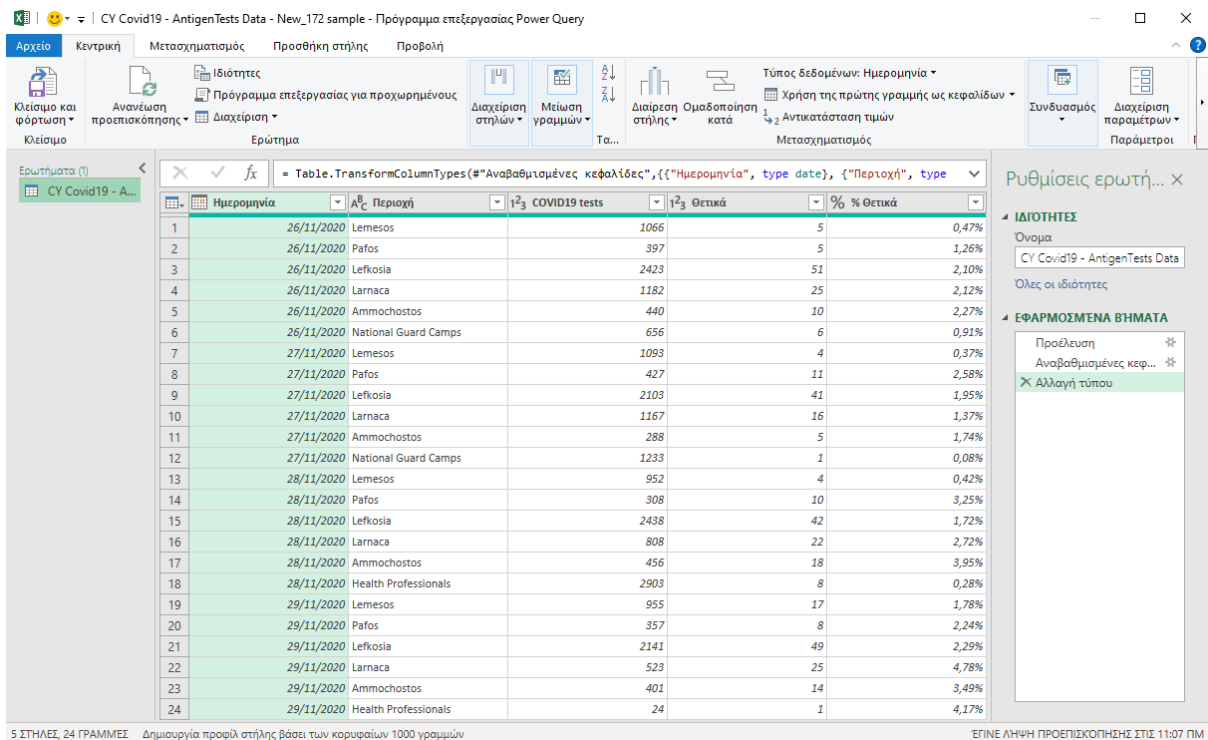 CY Covid19 - AntigenTests Data - New_172 sample - Πρόγραμμα επεξεργασίας Power Query
Αρχείο Κεντρική Μετασχηματισμός Προσθήκη στήλης Προβολή
Κλείσιμο και φόρτωση
Κλείσιμο
Ανανέωση προεπισκόπησης
Ιδιότητες
Πρόγραμμα επεξεργασίας για προχωρημένους
Διαχείριση
Ερώτημα
Διαχείριση στηλών
Μείωση γραμμών
Τα...
Διαίρεση στήλης
Ομαδοποίηση κατά
Τύπος δεδομένων: Ημερομηνία
Χρήση της πρώτης γραμμής ως κεφαλίδων
Αντικατάσταση τιμών
Μετασχηματισμός
Συνδυασμός
Διαχείριση παραμέτρων
Παράμετροι
Ερωτήματα (1)
CY Covid19 - A...
= Table.TransformColumnTypes(#"Αναβαθμισμένες κεφαλίδες",{{"Ημερομηνία", type date}, {"Περιοχή", type
Ημερομηνία Περιοχή COVID19 tests Θετικά % Θετικά
1 26/11/2020 Lemesos 1066 5 0,47%
2 26/11/2020 Pafos 397 5 1,26%
3 26/11/2020 Lefkosia 2423 51 2,10%
4 26/11/2020 Larnaca 1182 25 2,12%
5 26/11/2020 Ammochostos 440 10 2,27%
6 26/11/2020 National Guard Camps 656 6 0,91%
7 27/11/2020 Lemesos 1093 4 0,37%
8 27/11/2020 Pafos 427 11 2,58%
9 27/11/2020 Lefkosia 2103 41 1,95%
10 27/11/2020 Larnaca 1167 16 1,37%
11 27/11/2020 Ammochostos 288 5 1,74%
12 27/11/2020 National Guard Camps 1233 1 0,08%
13 28/11/2020 Lemesos 952 4 0,42%
14 28/11/2020 Pafos 308 10 3,25%
15 28/11/2020 Lefkosia 2438 42 1,72%
16 28/11/2020 Larnaca 808 22 2,72%
17 28/11/2020 Ammochostos 456 18 3,95%
18 28/11/2020 Health Professionals 2903 8 0,28%
19 29/11/2020 Lemesos 955 17 1,78%
20 29/11/2020 Pafos 357 8 2,24%
21 29/11/2020 Lefkosia 2141 49 2,29%
22 29/11/2020 Larnaca 523 25 4,78%
23 29/11/2020 Ammochostos 401 14 3,49%
24 29/11/2020 Health Professionals 24 1 4,17%
Ρυθμίσεις ερωτή...
ΙΔΙΌΤΗΤΕΣ
Όνομα
CY Covid19 - AntigenTests Data
Όλες οι ιδιότητες
ΕΦΑΡΜΟΣΜΈΝΑ ΒΉΜΑΤΑ
Προέλευση
Αναβαθμισμένες κεφ...
Αλλαγή τύπου
5 ΣΤΗΛΕΣ, 24 ΓΡΑΜΜΈΣ Δημιουργία προφίλ στήλης βάσει των κορυφαίων 1000 γραμμών
ΈΓΙΝΕ ΛΉΨΗ ΠΡΟΕΠΙΣΚΌΠΗΣΗΣ ΣΤΙΣ 11:07 ΠΜ